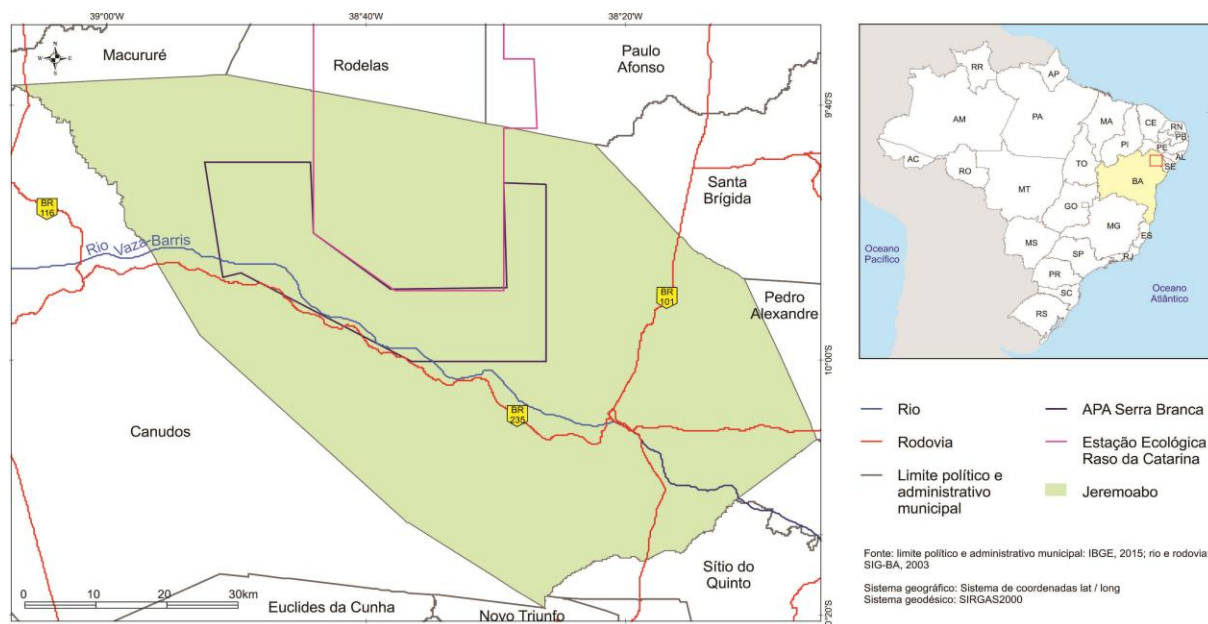 39°00'W
38°40'W
38°20'W
Macururé
Rodelas
Paulo
Afonso
9°40'S
N
W
E
S
Santa
Brígida
BR
116
Rio Vaza-Barris
BR
101
Pedro
Alexandre
10°00'S
Canudos
BR
235
Sítio do
Quinto
0
10
20
30km
Euclides da Cunha
Novo Triunfo
0°20'S
RR
AP
AM
PA
MA
CE
RN
PB
PE
PI
AL
SE
AC
RO
TO
BA
MT
GO
MG
ES
MS
SP
RJ
PR
SC
RS
Oceano
Pacífico
Oceano
Atlântico
Rio
Rodovia
Limite político e
administrativo
municipal
APA Serra Branca
Estação Ecológica
Raso da Catarina
Jeremoabo
Fonte: limite político e administrativo municipal: IBGE, 2015; rio e rodovia:
SIG-BA, 2003
Sistema geográfico: Sistema de coordenadas lat / long
Sistema geodésico: SIRGAS2000